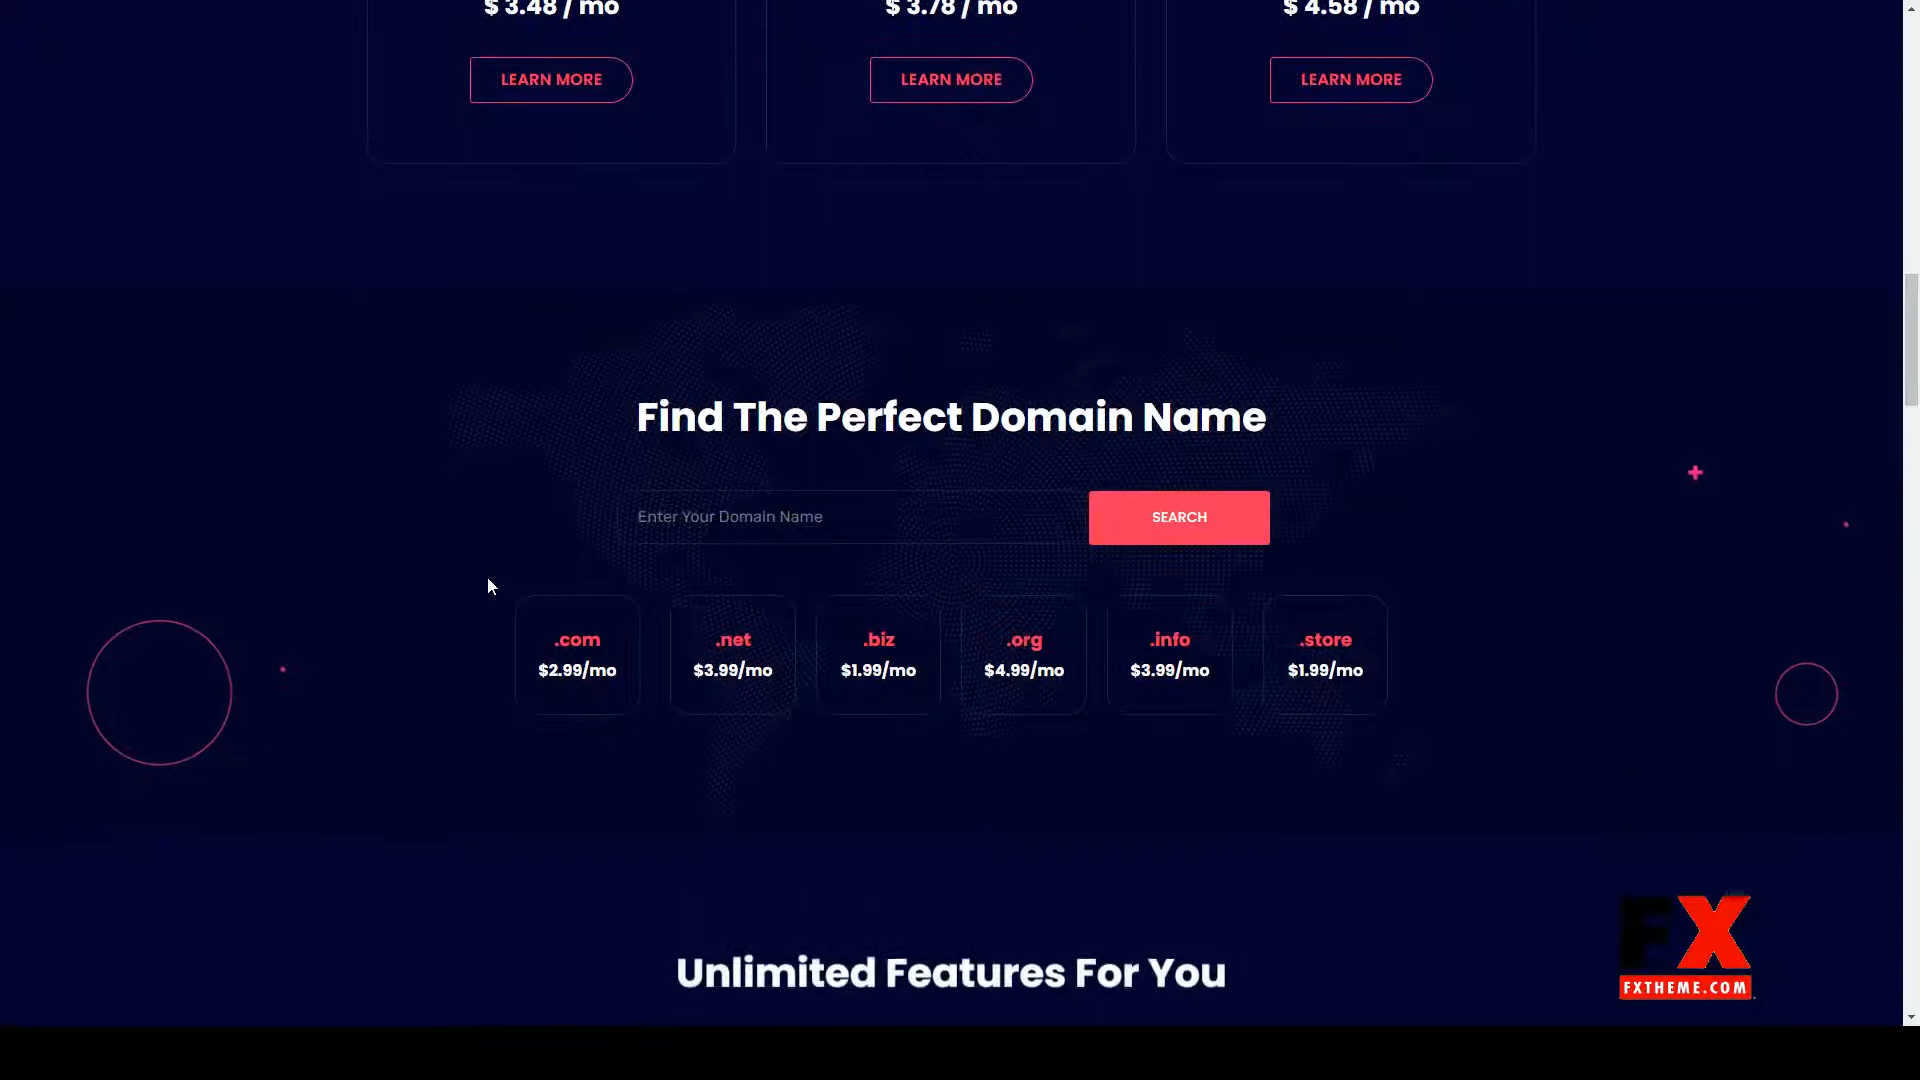 $ 3.48 / mo
$ 3.78 / mo
$ 4.58 / mo
LEARN MORE
LEARN MORE
LEARN MORE
Find The Perfect Domain Name
Enter Your Domain Name
SEARCH
.com
$2.99/mo
.net
$3.99/mo
.biz
$1.99/mo
.org
$4.99/mo
.info
$3.99/mo
.store
$1.99/mo
Unlimited Features For You
FX
FXTHEME.COM